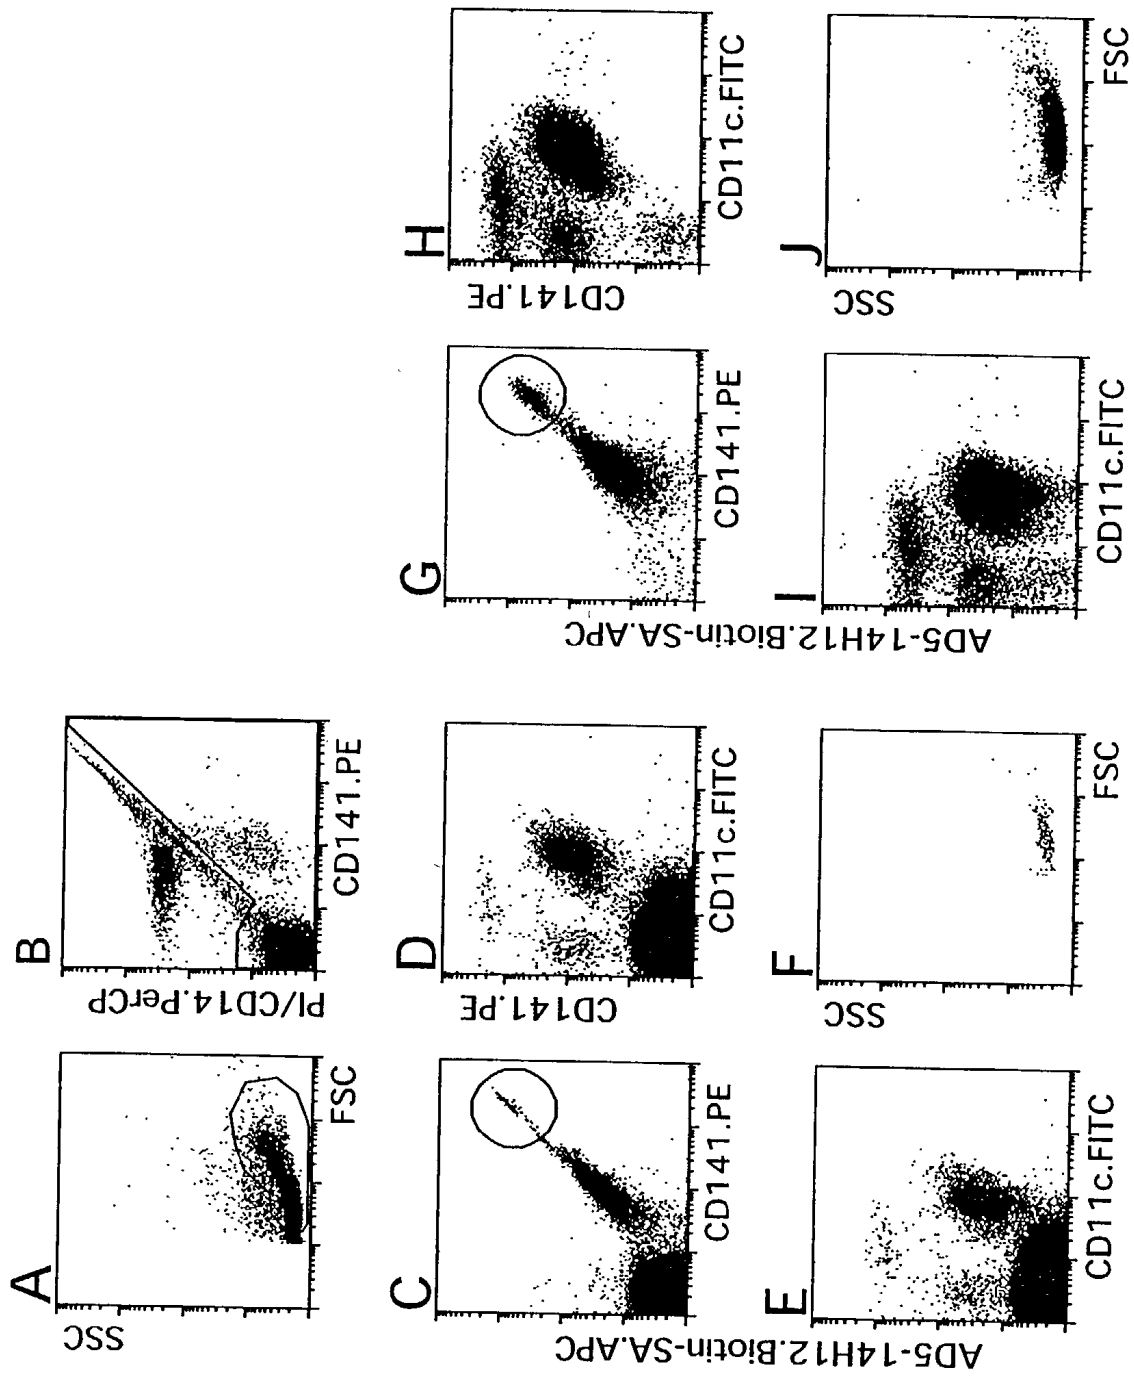 A
SSC
FSC
B
PI/CD14.PerCP
CD141.PE
C
AD5-14H12.Biotin-SA.APC
CD141.PE
D
CD141.PE
CD11c.FITC
E
CD11c.FITC
F
SSC
FSC
G
AD5-14H12.Biotin-SA.APC
CD141.PE
H
CD141.PE
CD11c.FITC
I
CD11c.FITC
J
SSC
FSC